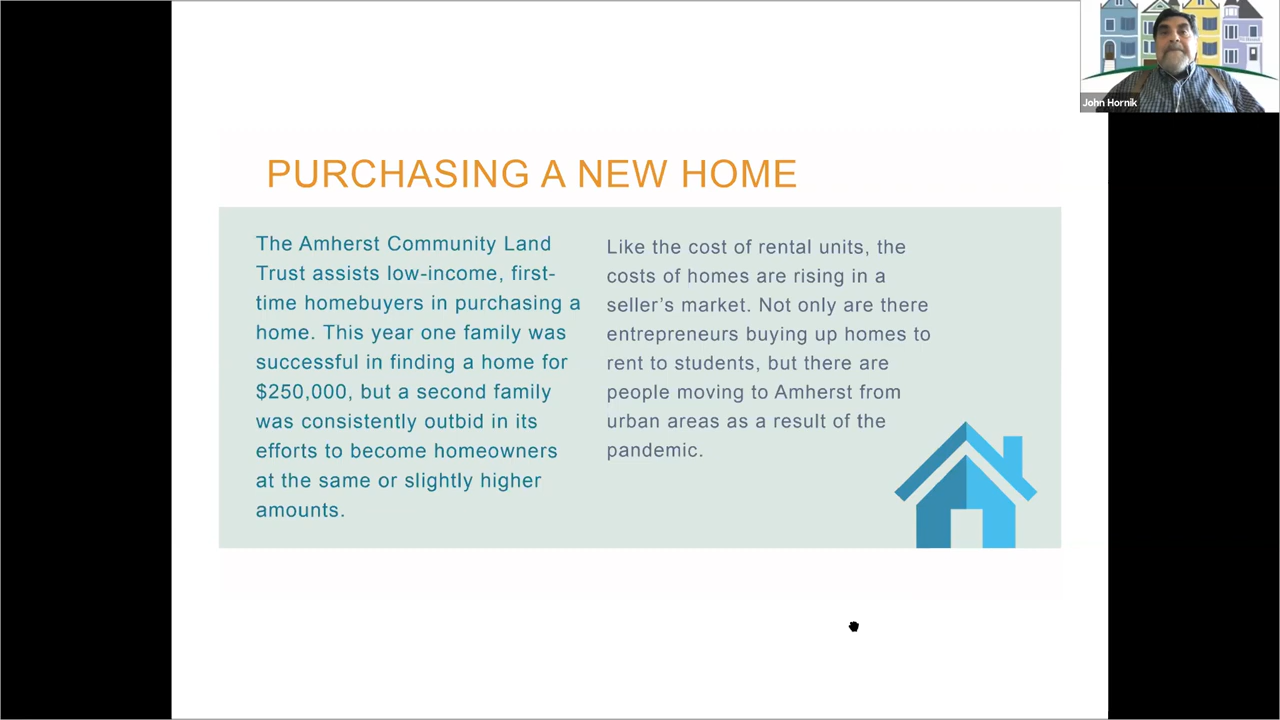 John Hornik
PURCHASING A NEW HOME
The Amherst Community Land
Trust assists low-income, first-
time homebuyers in purchasing a
home. This year one family was
successful in finding a home for
$250,000, but a second family
was consistently outbid in its
efforts to become homeowners
at the same or slightly higher
amounts.
Like the cost of rental units, the
costs of homes are rising in a
seller's market. Not only are there
entrepreneurs buying up homes to
rent to students, but there are
people moving to Amherst from
urban areas as a result of the
pandemic.